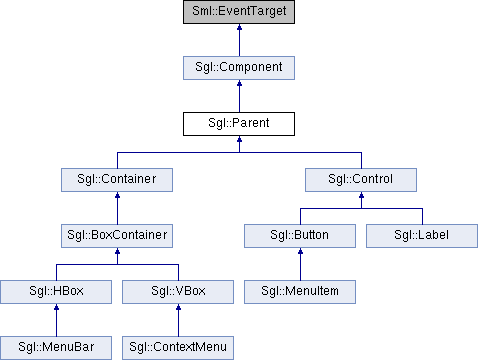 Sml::EventTarget
Sgl::Component
Sgl::Parent
Sgl::Container
Sgl::Control
Sgl::BoxContainer
Sgl::Button
Sgl::Label
Sgl::HBox
Sgl::VBox
Sgl::MenuItem
Sgl::MenuBar
Sgl::ContextMenu